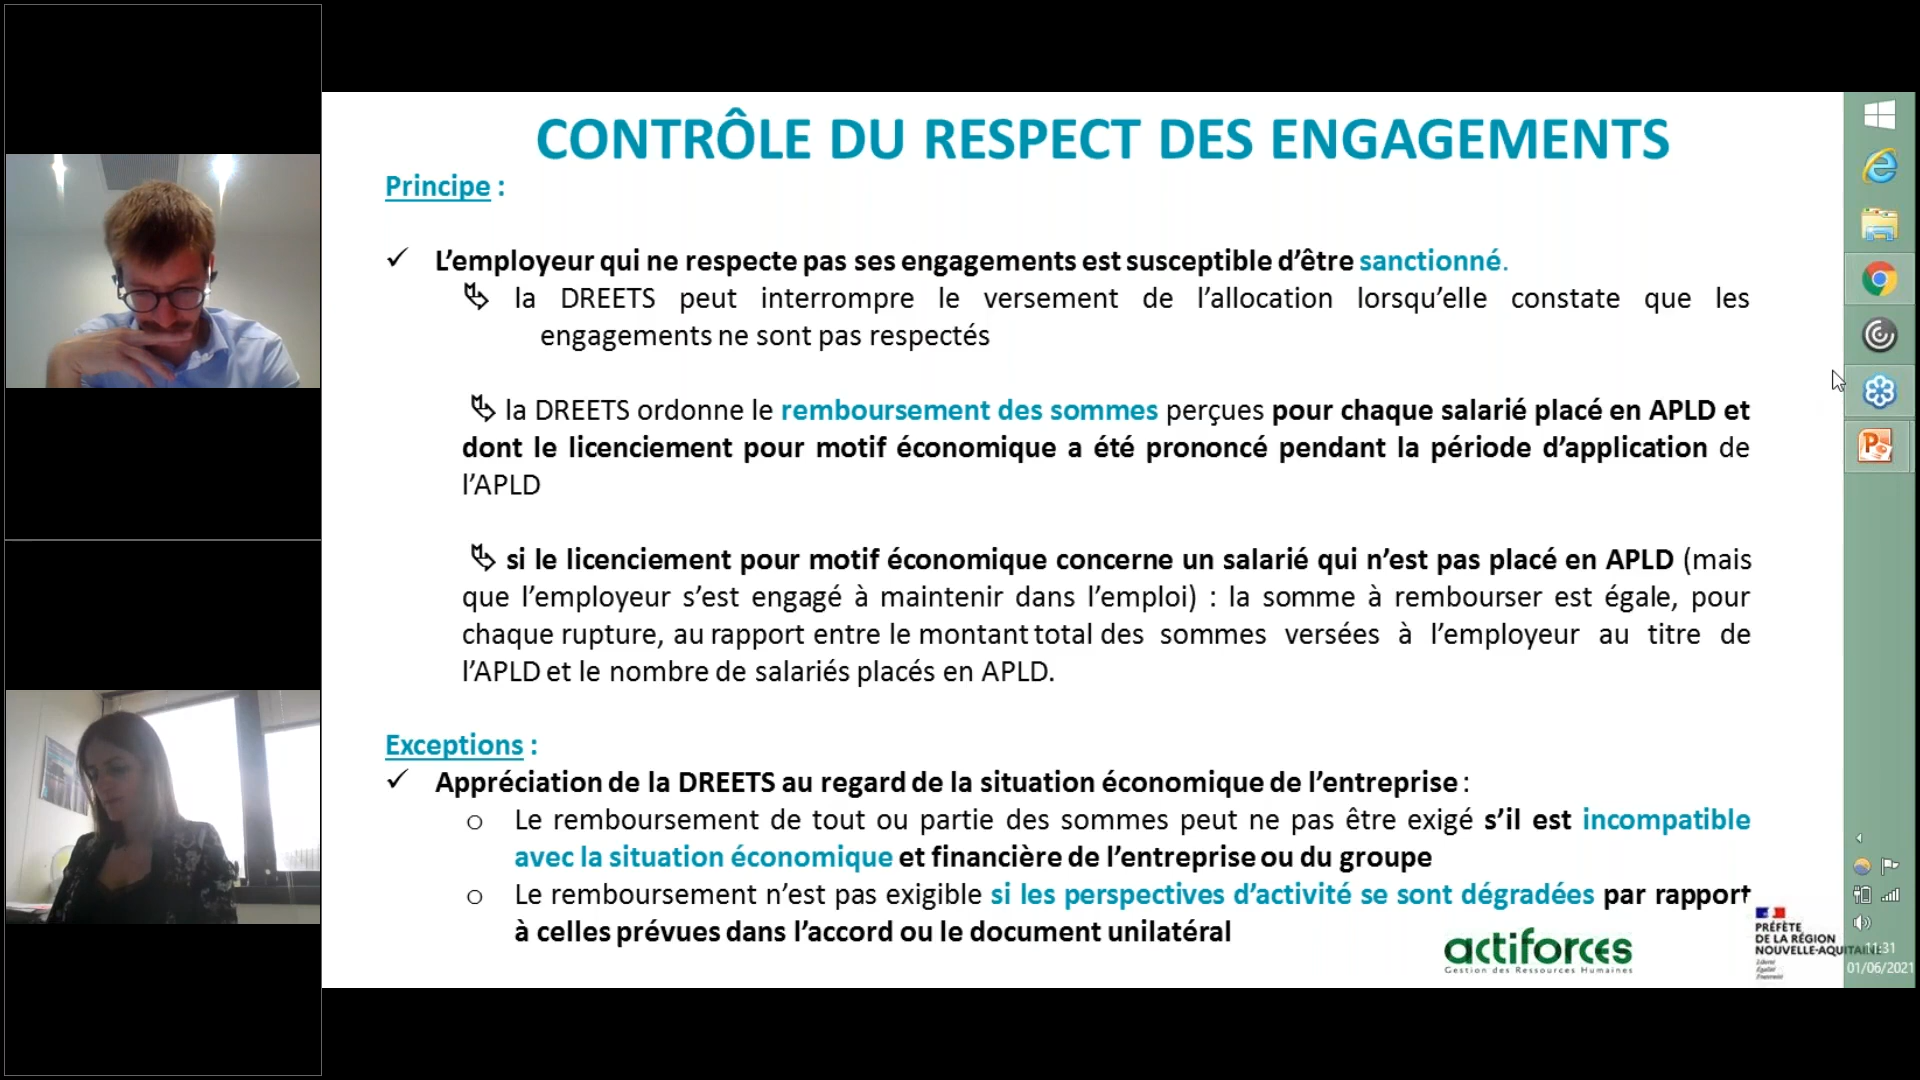 CONTRÔLE DU RESPECT DES ENGAGEMENTS
Principe :
✓ L’employeur qui ne respecte pas ses engagements est susceptible d’être sanctionné.
la DREETS peut interrompre le versement de l’allocation lorsqu’elle constate que les
engagements ne sont pas respectés
la DREETS ordonne le remboursement des sommes perçues pour chaque salarié placé en APLD et
dont le licenciement pour motif économique a été prononcé pendant la période d’application de
l’APLD
si le licenciement pour motif économique concerne un salarié qui n’est pas placé en APLD (mais
que l’employeur s’est engagé à maintenir dans l’emploi) : la somme à rembourser est égale, pour
chaque rupture, au rapport entre le montant total des sommes versées à l’employeur au titre de
l’APLD et le nombre de salariés placés en APLD.
Exceptions :
✓ Appréciation de la DREETS au regard de la situation économique de l’entreprise :
o Le remboursement de tout ou partie des sommes peut ne pas être exigé s’il est incompatible
avec la situation économique et financière de l’entreprise ou du groupe
o Le remboursement n’est pas exigible si les perspectives d’activité se sont dégradées par rapport
à celles prévues dans l’accord ou le document unilatéral
actiforces
Gestion des Ressources Humaines
PRÉFÈTE
DE LA RÉGION
NOUVELLE-AQUITAINE
Liberté
Égalité
Fraternité
11:31
01/06/2021